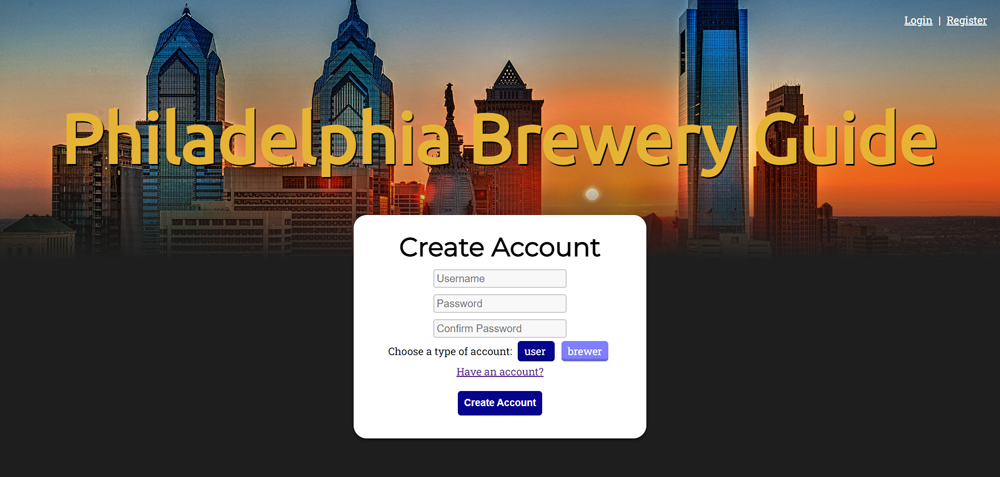 Login | Register
Philadelphia Brewery Guide
Create Account
Username
Password
Confirm Password
Choose a type of account: user brewer
Have an account?
Create Account